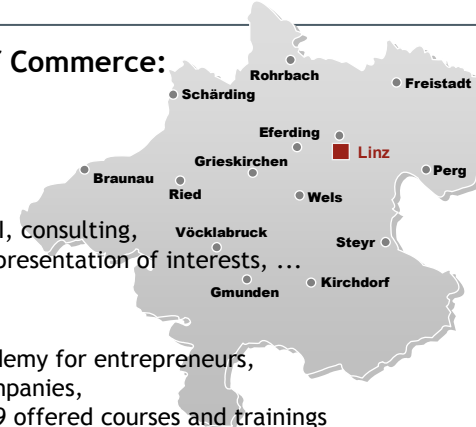 Commerce:
Rohrbach
Freistadt
Schärding
Eferding
Linz
Grieskirchen
Perg
Braunau
Ried
Wels
consulting,
Vöcklabruck
Steyr
presentation of interests, ...
Kirchdorf
Gmunden
demy for entrepreneurs,
mpanies,
9 offered courses and trainings